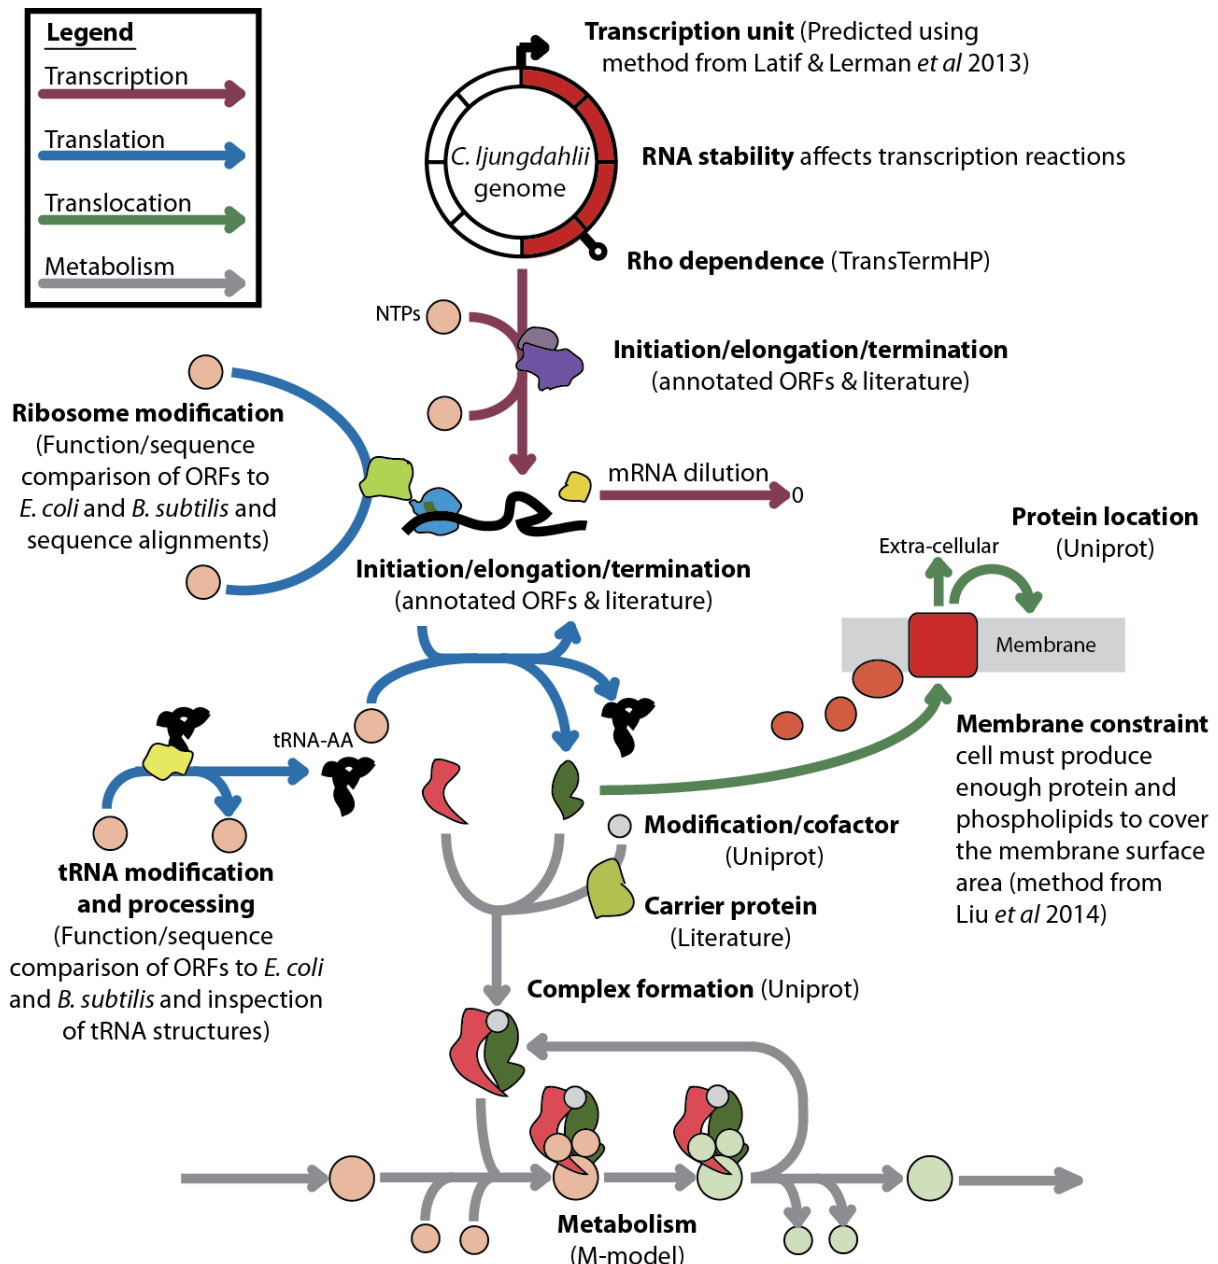 Legend
Transcription
Translation
Translocation
Metabolism
Transcription unit (Predicted using
method from Latif & Lerman et al 2013)
C. ljungdahlii
genome
RNA stability affects transcription reactions
Rho dependence (TransTermHP)
NTPs
Initiation/elongation/termination
(annotated ORFs & literature)
Ribosome modification
(Function/sequence
comparison of ORFs to
E. coli and B. subtilis and
sequence alignments)
mRNA dilution
0
Initiation/elongation/termination
(annotated ORFs & literature)
Protein location
(Uniprot)
Extra-cellular
Membrane
Membrane constraint
cell must produce
enough protein and
phospholipids to cover
the membrane surface
area (method from
Liu et al 2014)
tRNA-AA
tRNA modification
and processing
(Function/sequence
comparison of ORFs to E. coli
and B. subtilis and inspection
of tRNA structures)
Modification/cofactor
(Uniprot)
Carrier protein
(Literature)
Complex formation (Uniprot)
Metabolism
(M-model)